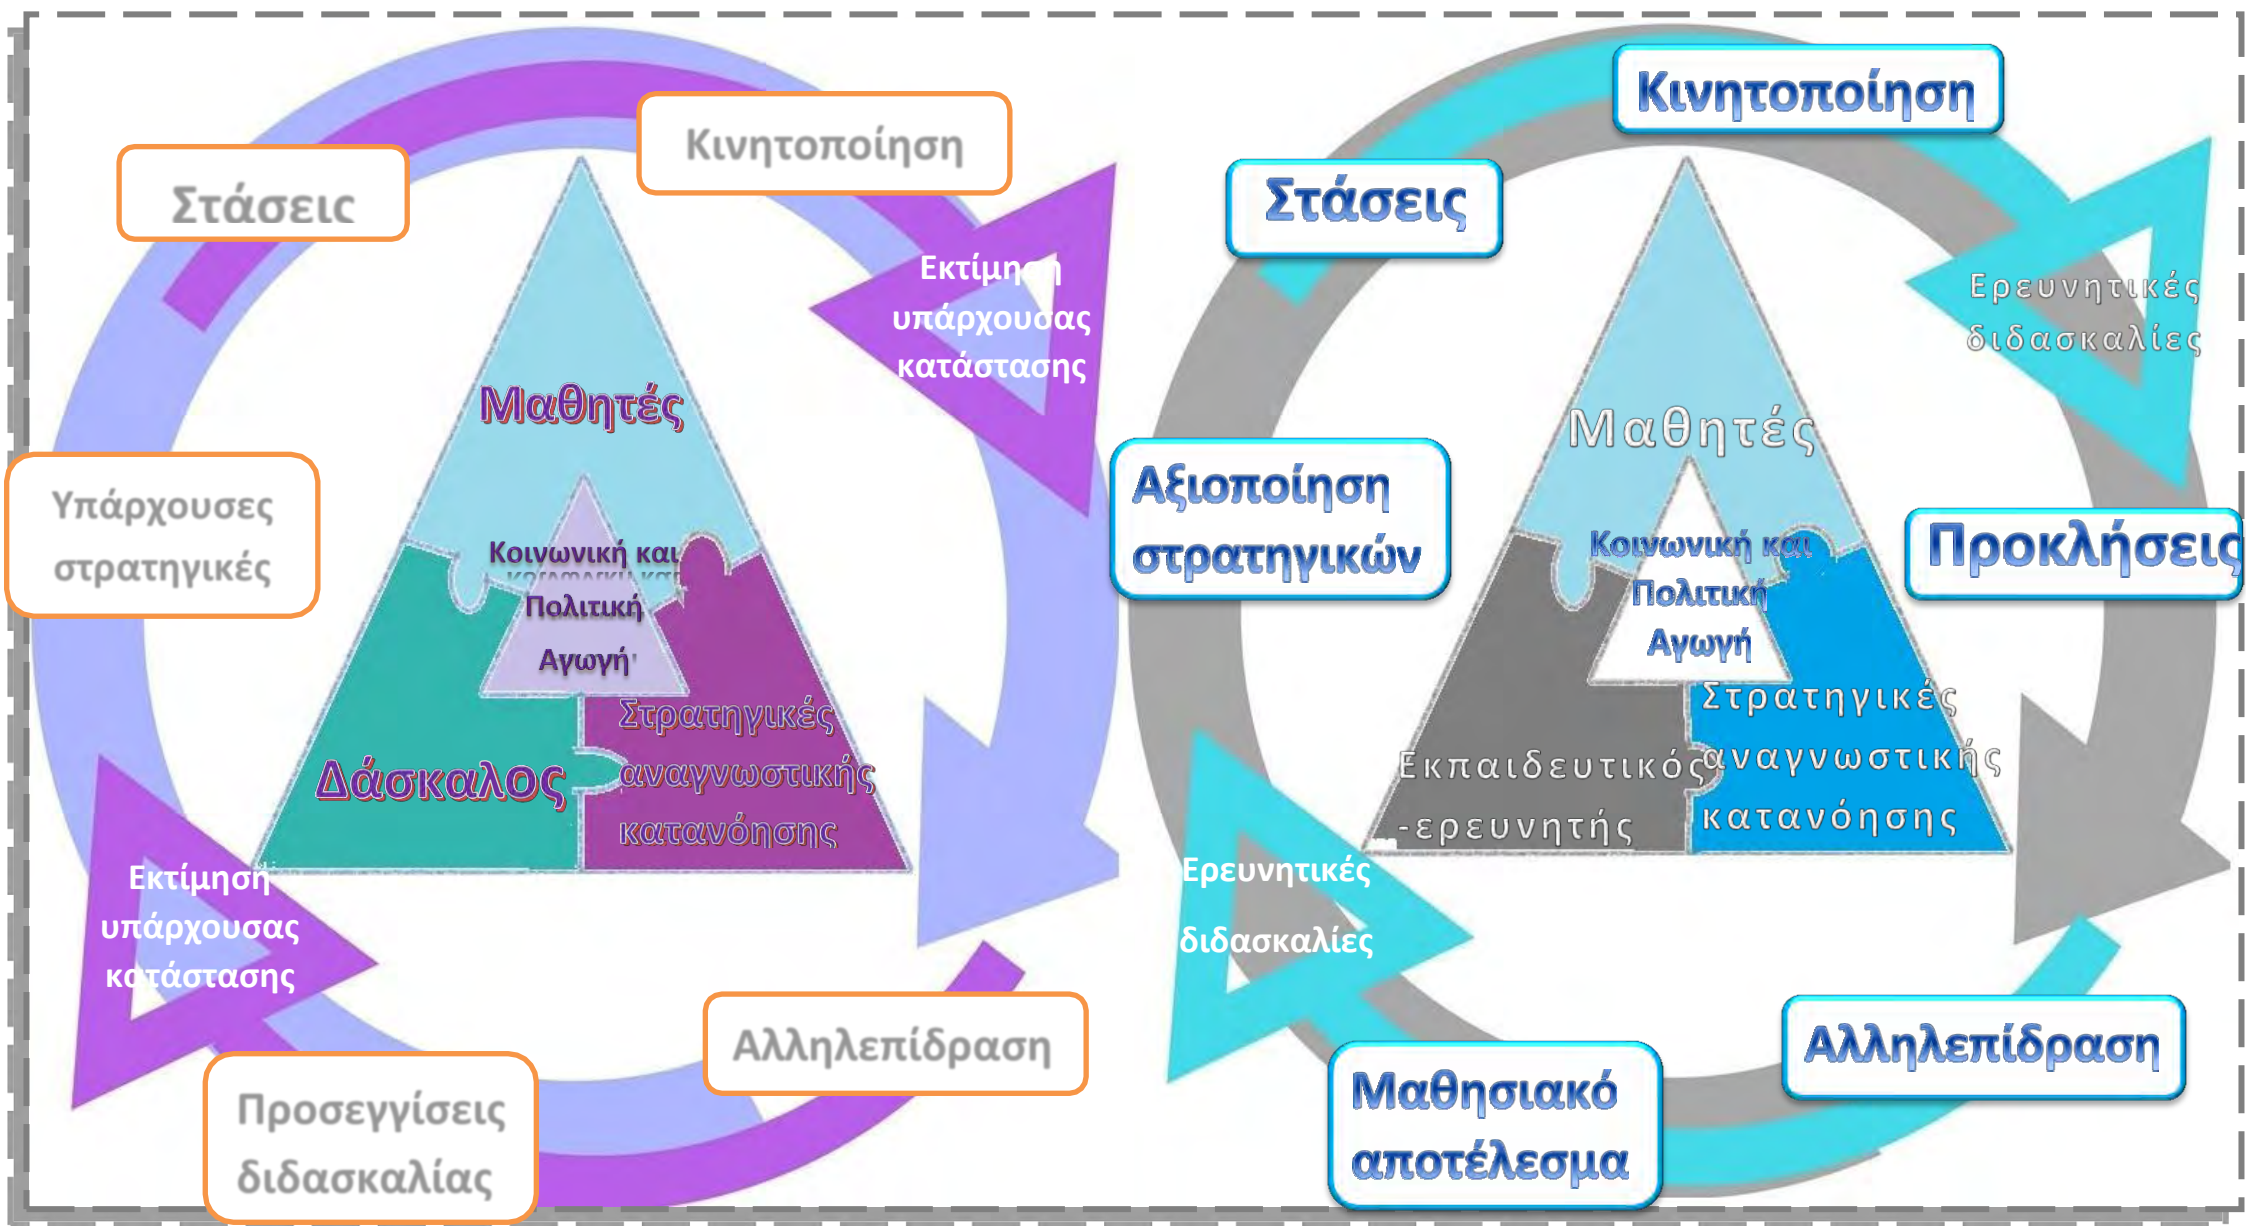 Κινητοποίηση
Στάσεις
Εκτίμηση
υπάρχουσας
κατάστασης
Μαθητές
Υπάρχουσες
στρατηγικές
Κοινωνική και
Πολιτική
Αγωγή
Στρατηγικές
αναγνωστικής
κατανόησης
Δάσκαλος
Εκτίμηση
υπάρχουσας
κατάστασης
Αλληλεπίδραση
Προσεγγίσεις
διδασκαλίας
Κινητοποίηση
Στάσεις
Ερευνητικές
διδασκαλίες
Μαθητές
Αξιοποίηση
στρατηγικών
Προκλήσεις
Κοινωνική και
Πολιτική
Αγωγή
Στρατηγικές
αναγνωστικής
κατανόησης
Εκπαιδευτικός
-ερευνητής
Ερευνητικές
διδασκαλίες
Αλληλεπίδραση
Μαθησιακό
αποτέλεσμα